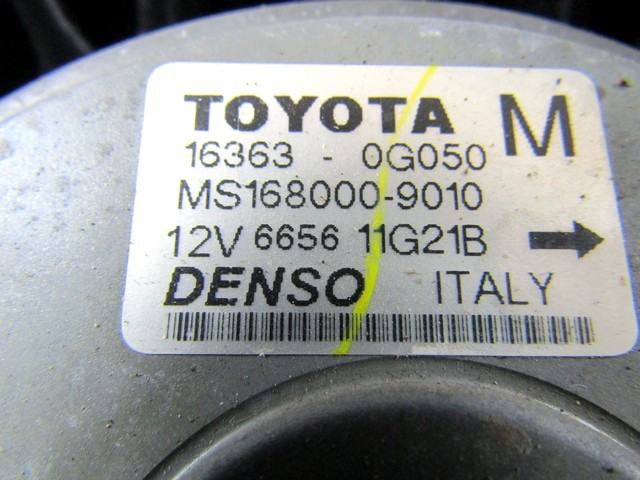 TOYOTA M
16363 - 0G050
MS168000-9010
12V 6656 11G21B
DENSO ITALY